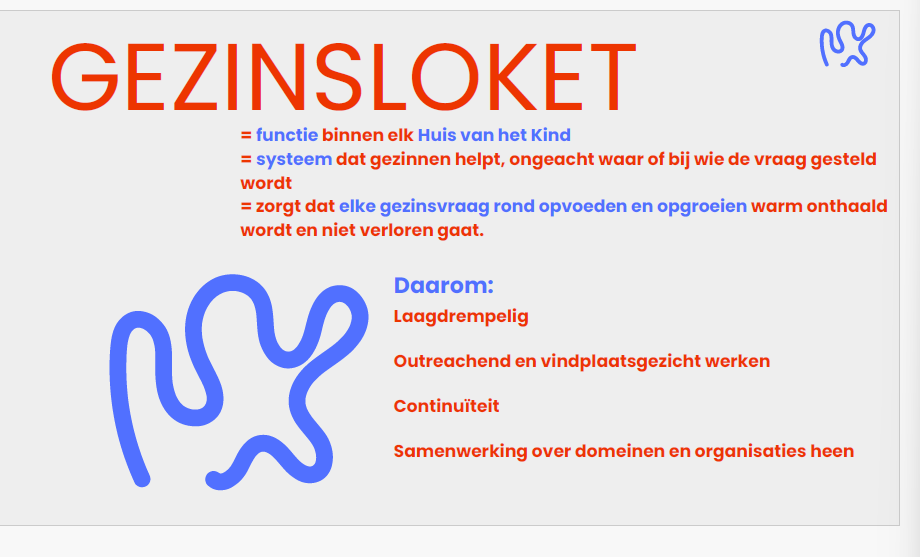 GEZINSLOKET
= functie binnen elk Huis van het Kind
= systeem dat gezinnen helpt, ongeacht waar of bij wie de vraag gesteld
wordt
= zorgt dat elke gezinsvraag rond opvoeden en opgroeien warm onthaald
wordt en niet verloren gaat.
Daarom:
Laagdrempelig
Outreachend en vindplaatsgezicht werken
Continuïteit
Samenwerking over domeinen en organisaties heen